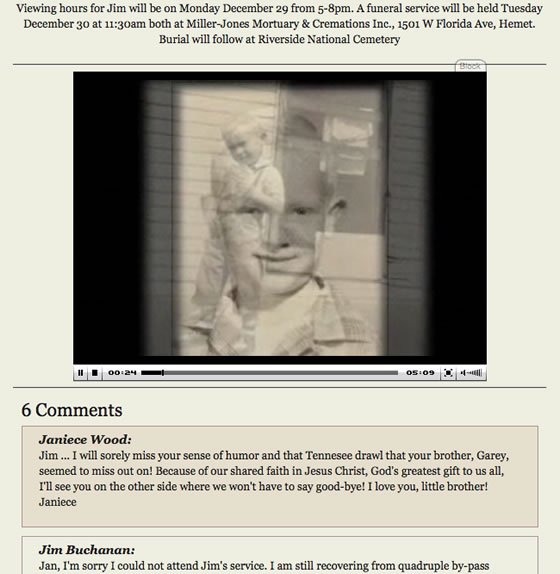 Viewing hours for Jim will be on Monday December 29 from 5-8pm. A funeral service will be held Tuesday
December 30 at 11:30am both at Miller-Jones Mortuary & Cremations Inc., 1501 W Florida Ave, Hemet.
Burial will follow at Riverside National Cemetery
Block
00:24
05:09
6 Comments
Janiece Wood:
Jim ... I will sorely miss your sense of humor and that Tennesee drawl that your brother, Garey,
seemed to miss out on! Because of our shared faith in Jesus Christ, God's greatest gift to us all,
I'll see you on the other side where we won't have to say good-bye! I love you, little brother!
Janiece
Jim Buchanan:
Jan, I'm sorry I could not attend Jim's service. I am still recovering from quadruple by-pass